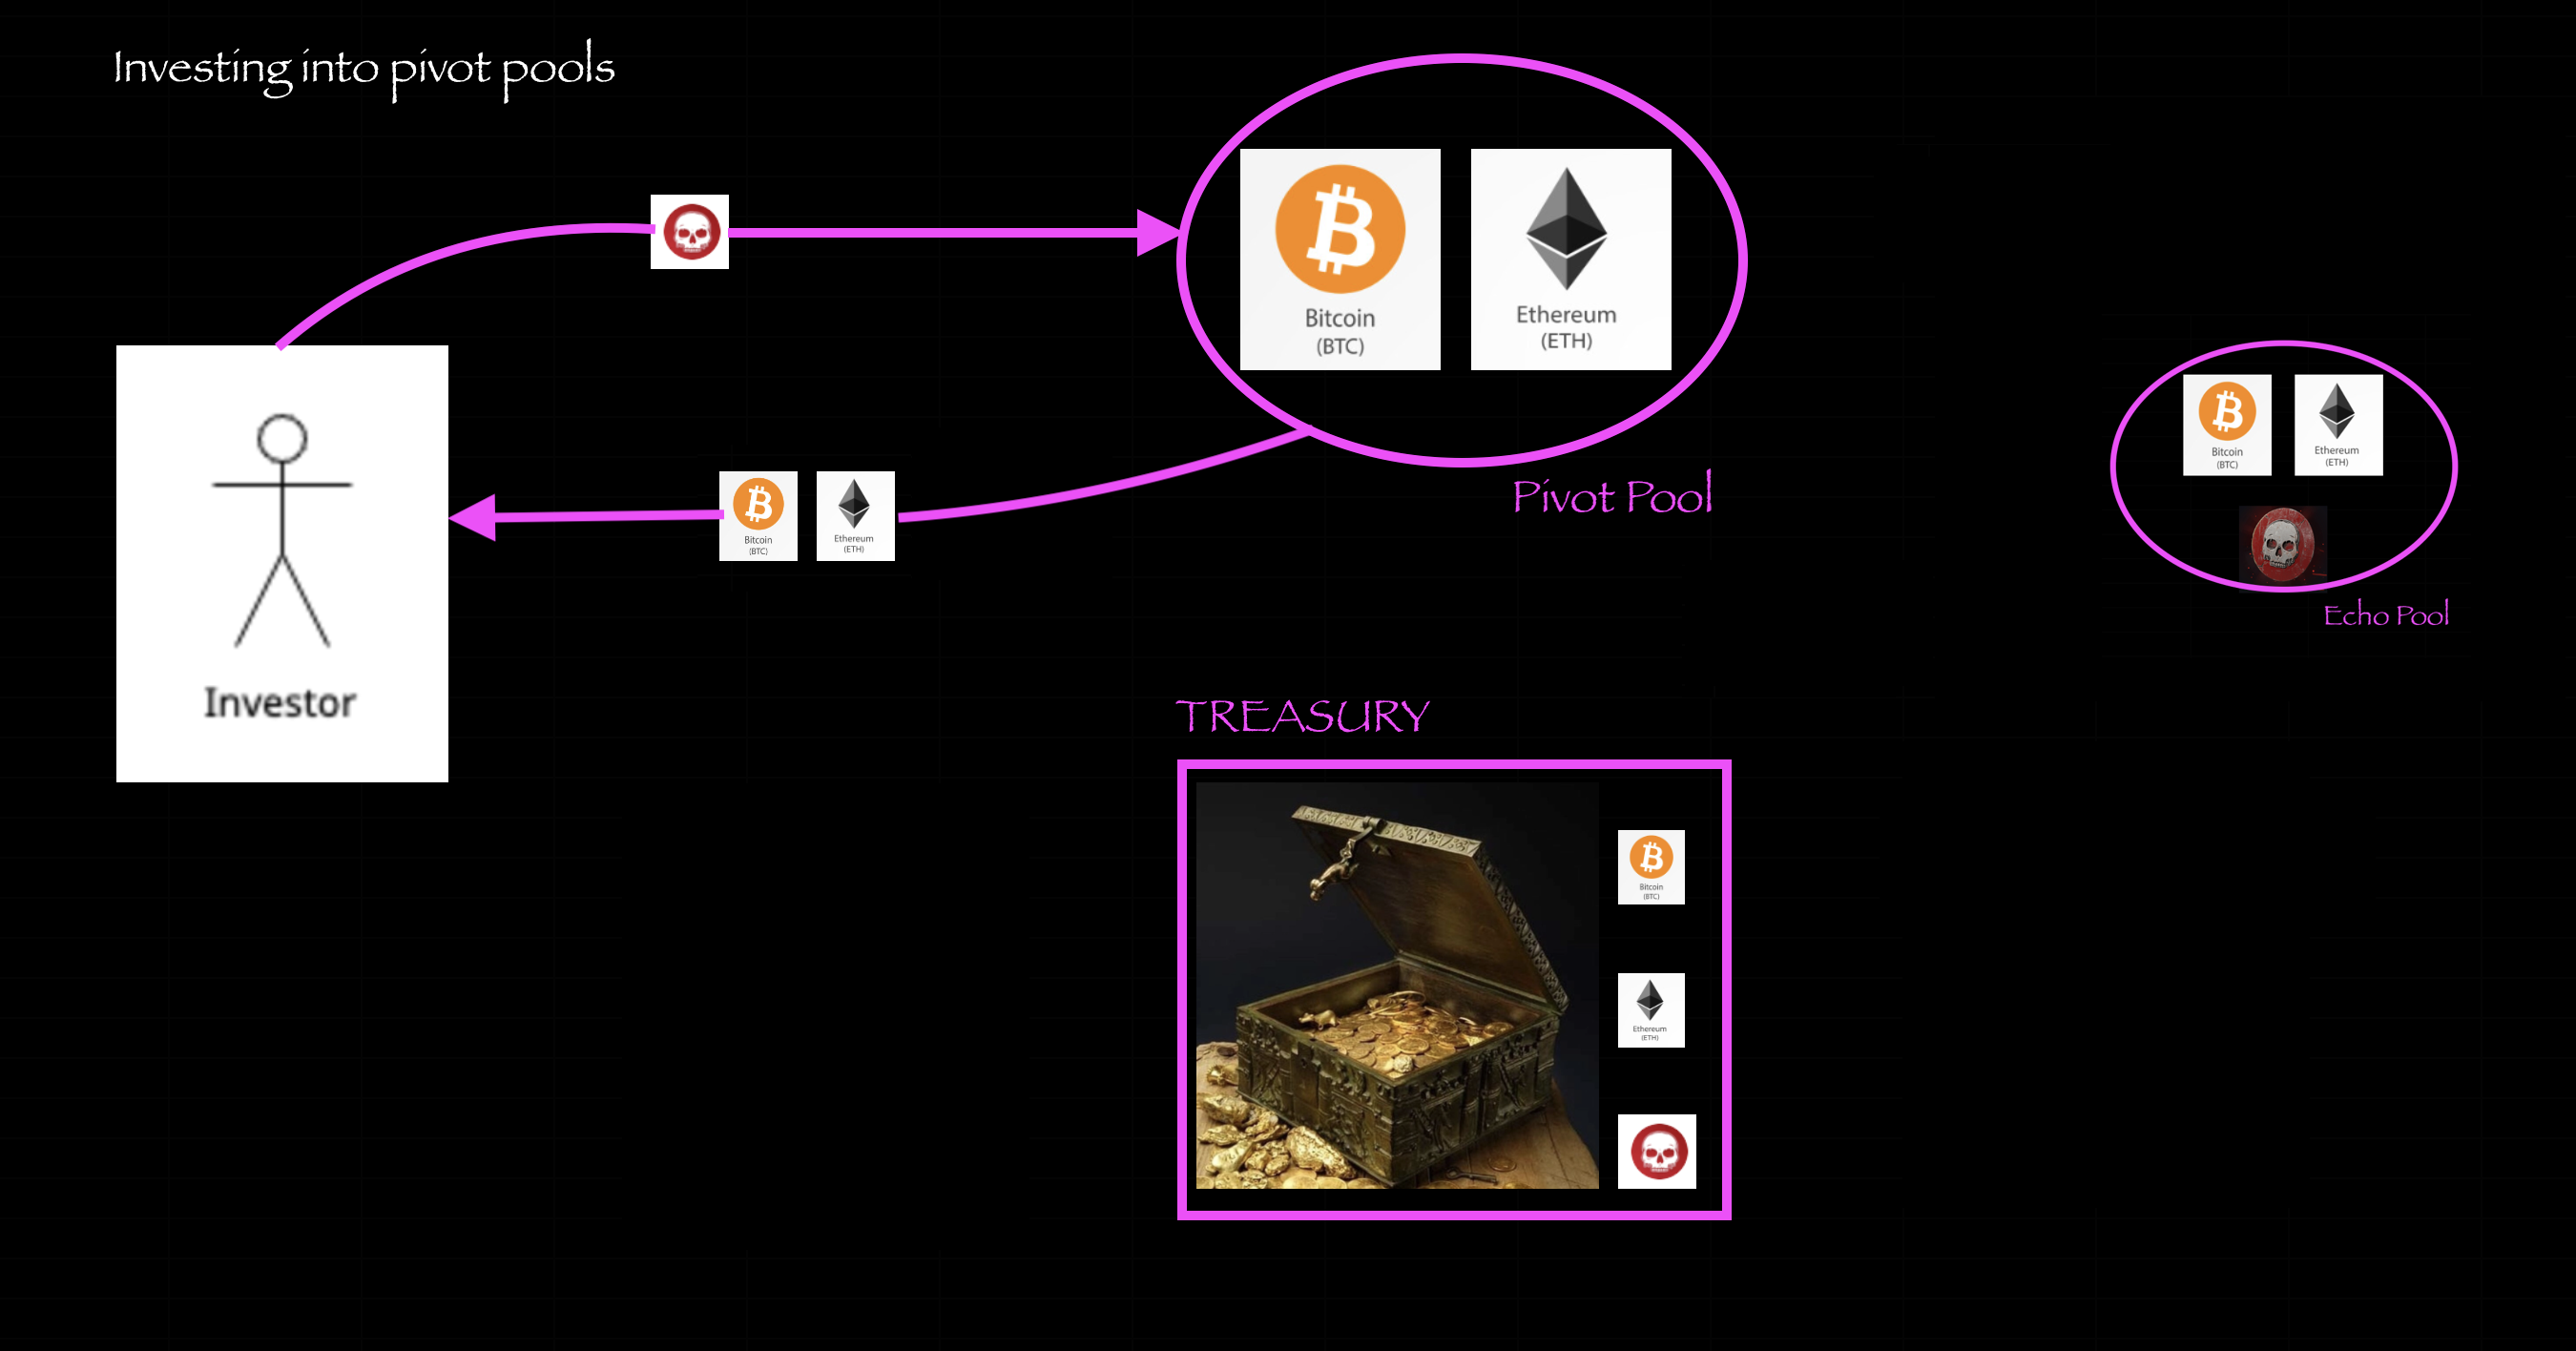 Investing into pivot pools
Bitcoin
(BTC)
Ethereum
(ETH)
Pivot Pool
Bitcoin
(BTC)
Ethereum
(ETH)
Investor
Bitcoin
(BTC)
Ethereum
(ETH)
Echo Pool
TREASURY
Bitcoin
(BTC)
Ethereum
(ETH)